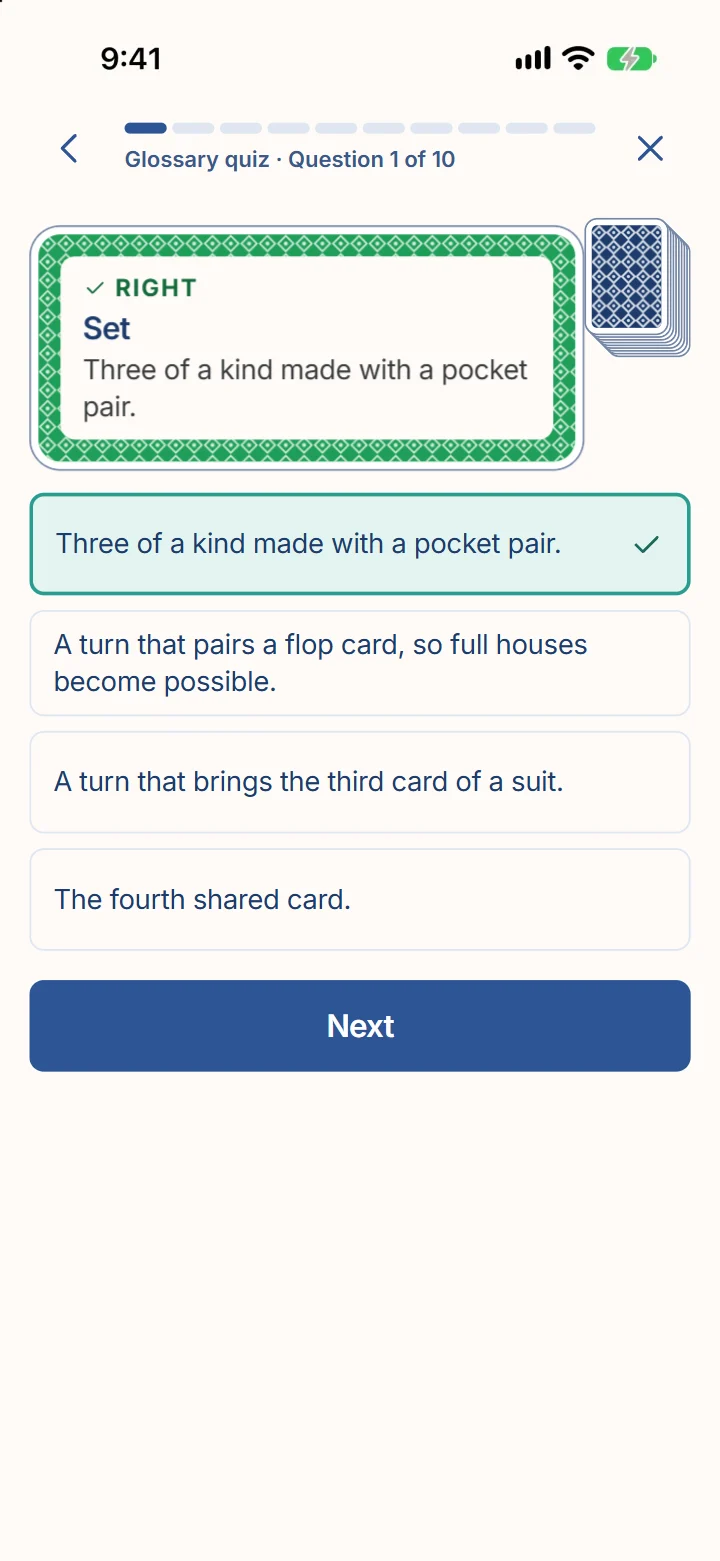 9:41
Glossary quiz · Question 1 of 10
RIGHT
Set
Three of a kind made with a pocket
pair.
Three of a kind made with a pocket pair.
A turn that pairs a flop card, so full houses
become possible.
A turn that brings the third card of a suit.
The fourth shared card.
Next